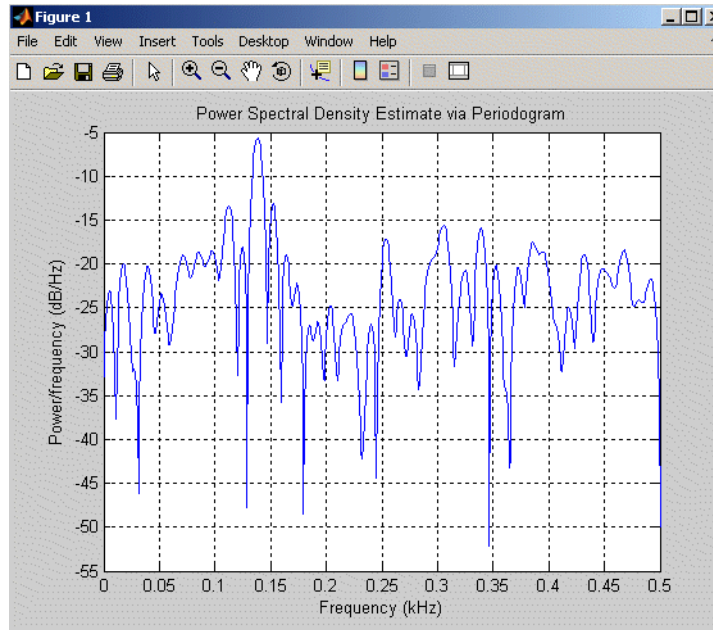 Figure 1
File Edit View Insert Tools Desktop Window Help
Power Spectral Density Estimate via Periodogram
-5
-10
-15
-20
-25
-30
-35
-40
-45
-50
-55
Power/frequency (dB/Hz)
0 0.05 0.1 0.15 0.2 0.25 0.3 0.35 0.4 0.45 0.5
Frequency (kHz)